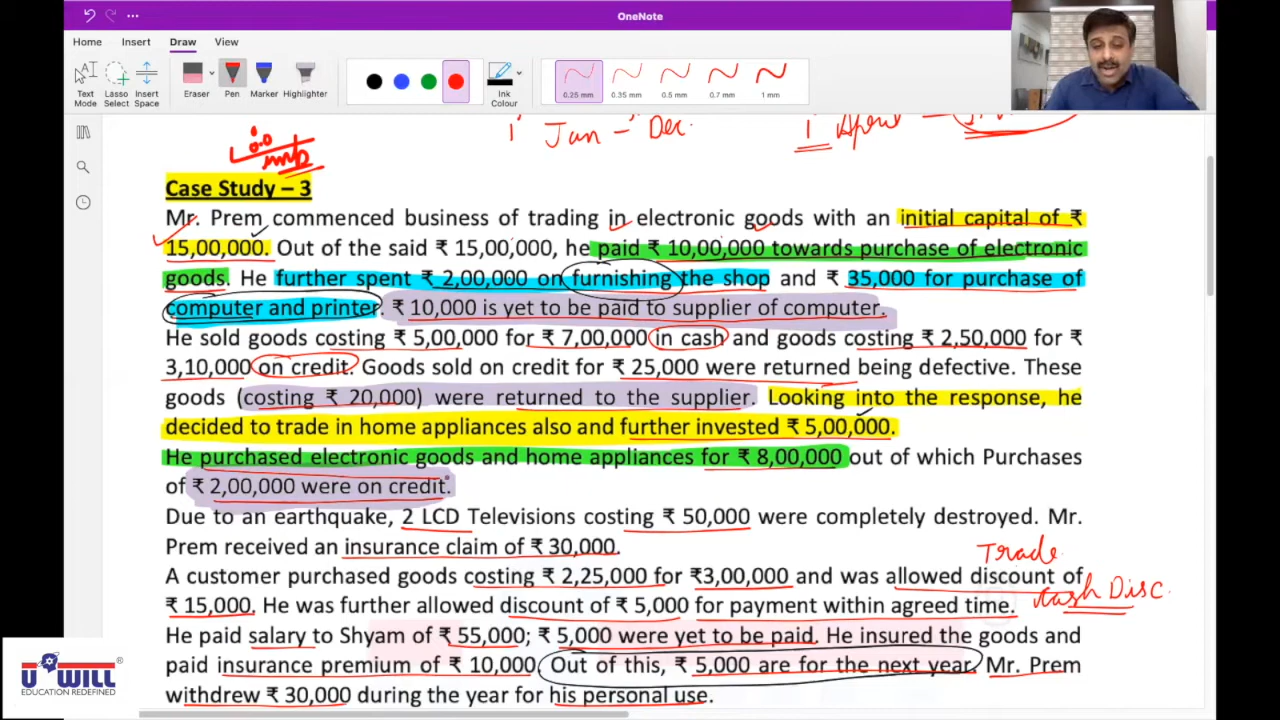 OneNote
Home Insert Draw View
Text Mode
Lasso Select
Insert Space
Eraser
Pen
Marker
Highlighter
Ink Colour
0.25 mm
0.35 mm
0.5 mm
0.7 mm
1 mm
1 Jan - Dec
1 April -
Case Study – 3
Mr. Prem commenced business of trading in electronic goods with an initial capital of ₹
15,00,000. Out of the said ₹ 15,00,000, he paid ₹ 10,00,000 towards purchase of electronic
goods. He further spent ₹ 2,00,000 on furnishing the shop and ₹ 35,000 for purchase of
computer and printer. ₹ 10,000 is yet to be paid to supplier of computer.
He sold goods costing ₹ 5,00,000 for ₹ 7,00,000 in cash and goods costing ₹ 2,50,000 for ₹
3,10,000 on credit. Goods sold on credit for ₹ 25,000 were returned being defective. These
goods (costing ₹ 20,000) were returned to the supplier. Looking into the response, he
decided to trade in home appliances also and further invested ₹ 5,00,000.
He purchased electronic goods and home appliances for ₹ 8,00,000 out of which Purchases
of ₹ 2,00,000 were on credit.
Due to an earthquake, 2 LCD Televisions costing ₹ 50,000 were completely destroyed. Mr.
Prem received an insurance claim of ₹ 30,000.
Trade
A customer purchased goods costing ₹ 2,25,000 for ₹3,00,000 and was allowed discount of
Cash Disc
₹ 15,000. He was further allowed discount of ₹ 5,000 for payment within agreed time.
He paid salary to Shyam of ₹ 55,000; ₹ 5,000 were yet to be paid. He insured the goods and
paid insurance premium of ₹ 10,000. Out of this, ₹ 5,000 are for the next year. Mr. Prem
withdrew ₹ 30,000 during the year for his personal use.
U WILL
EDUCATION REDEFINED